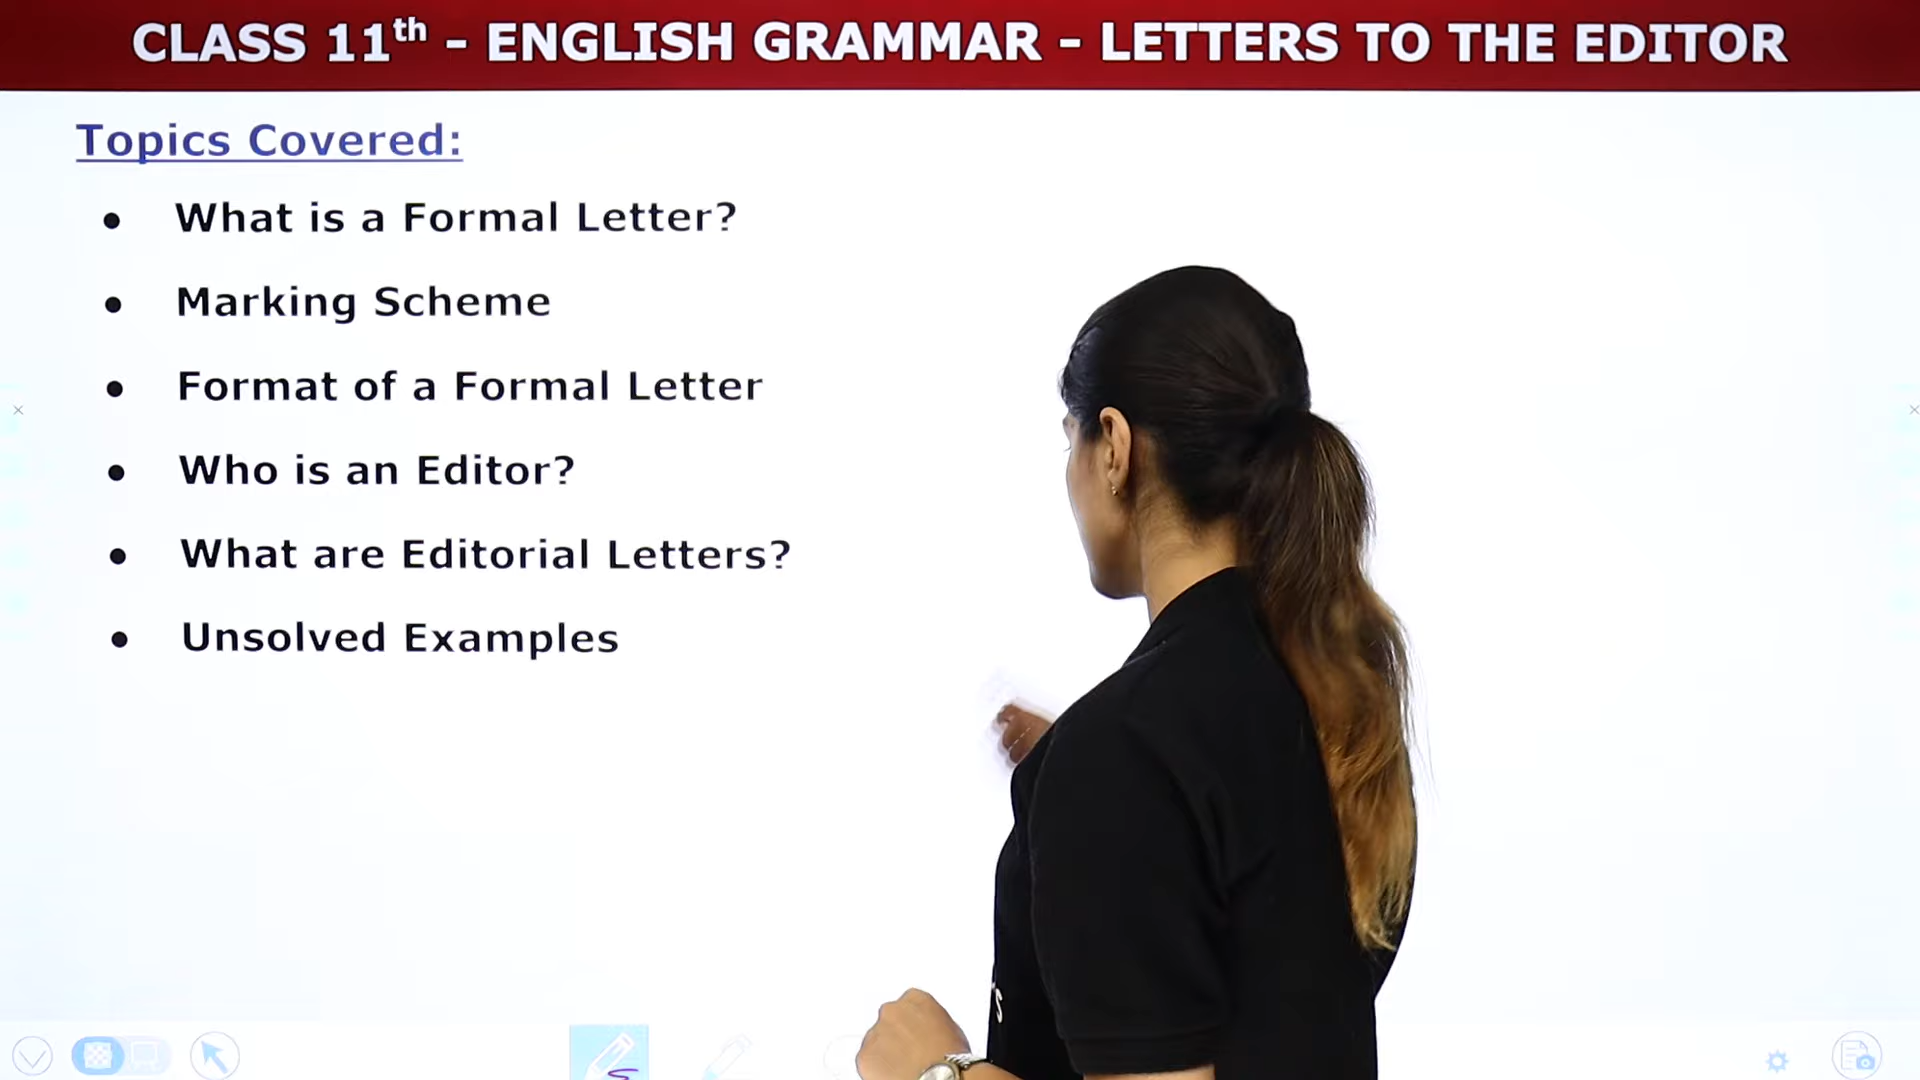 CLASS 11th - ENGLISH GRAMMAR - LETTERS TO THE EDITOR
Topics Covered:
● What is a Formal Letter?
● Marking Scheme
● Format of a Formal Letter
● Who is an Editor?
● What are Editorial Letters?
● Unsolved Examples